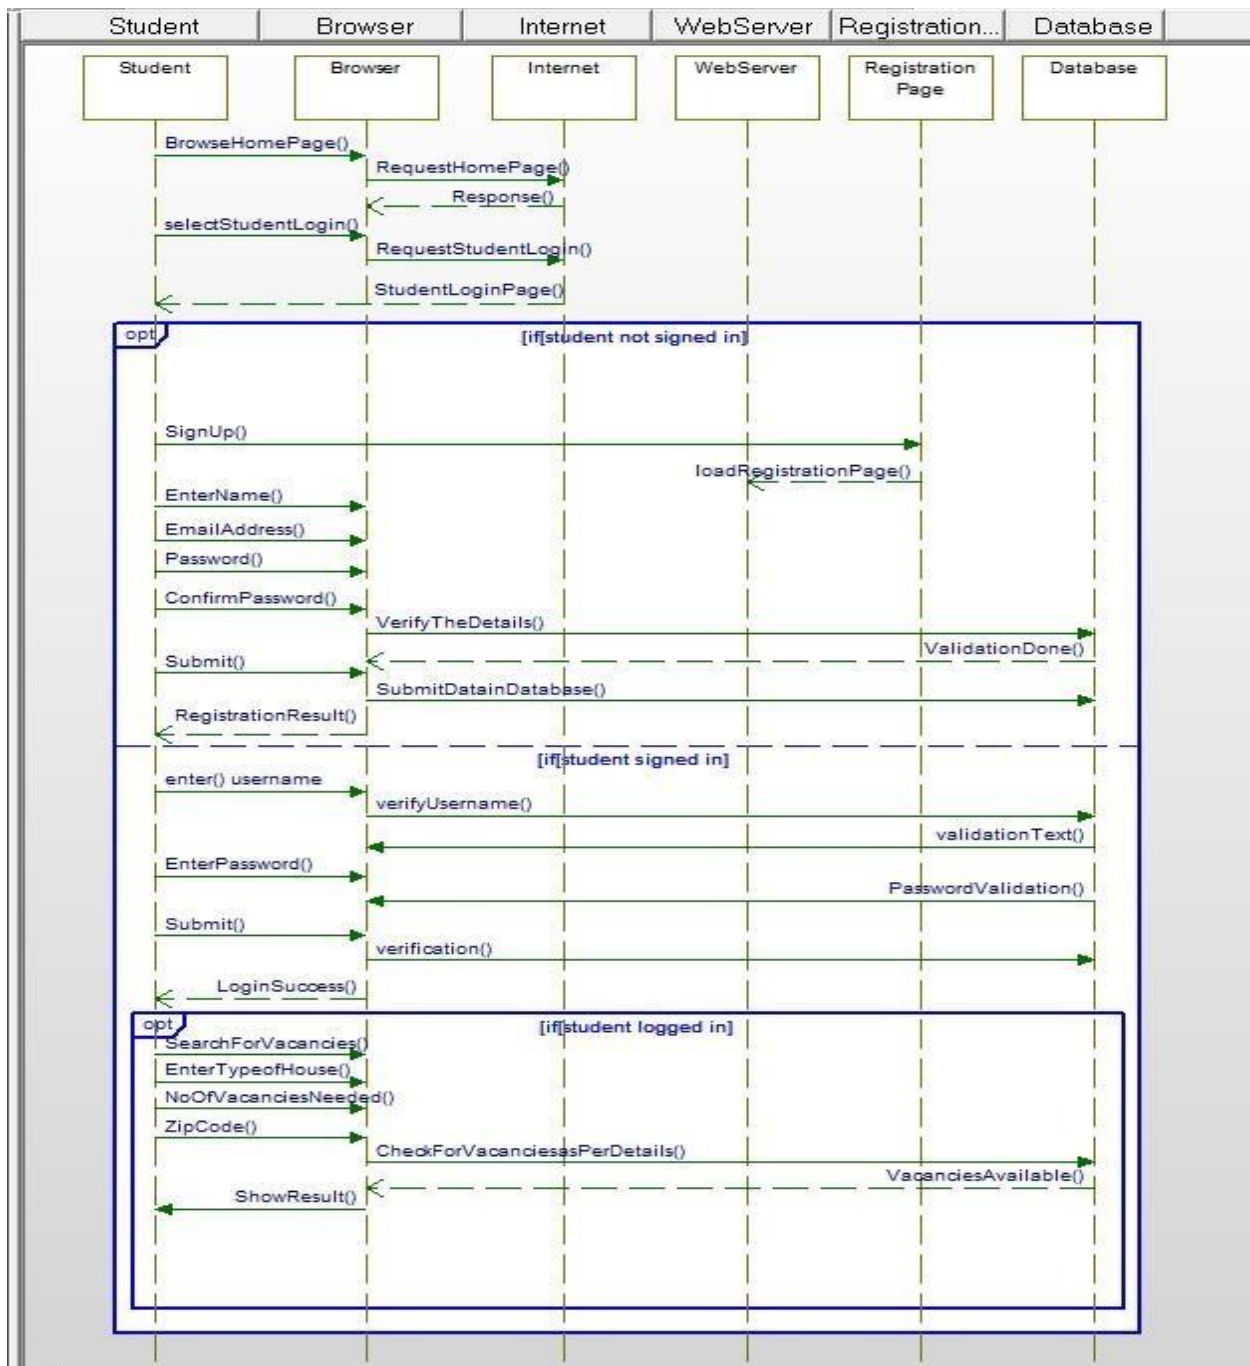 Student Browser Internet WebServer Registration... Database
Student Browser Internet WebServer Registration Database
Page
BrowseHomePage()
RequestHomePage()
Response()
selectStudentLogin()
RequestStudentLogin()
StudentLoginPage()
opt [if[student not signed in]
SignUp()
loadRegistrationPage()
EnterName()
EmailAddress()
Password()
ConfirmPassword()
VerifyTheDetails()
ValidationDone()
Submit()
SubmitDatainDatabase()
RegistrationResult()
[if[student signed in]
enter() username
verifyUsername()
validationText()
EnterPassword()
PasswordValidation()
Submit()
verification()
LoginSuccess()
opt [if[student logged in]
SearchForVacancies()
EnterTypeofHouse()
NoOfVacanciesNeeded()
ZipCode()
CheckForVacanciesasPerDetails()
VacanciesAvailable()
ShowResult()